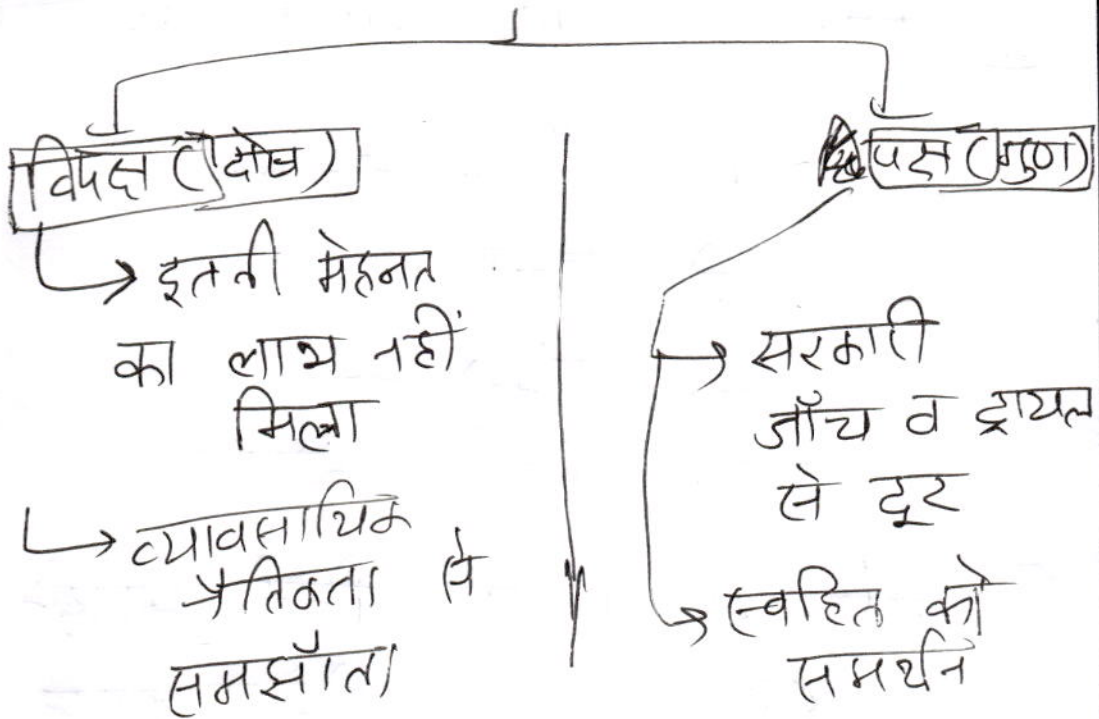 विपक्ष (दोष)
→ इतनी मेहनत
का लाभ नहीं
मिला
→ व्यावसायिक
नैतिकता से
समझौता
पक्ष (गुण)
→ सरकारी
जाँच व ट्रायल
से दूर
→ स्वहित को
समर्थन